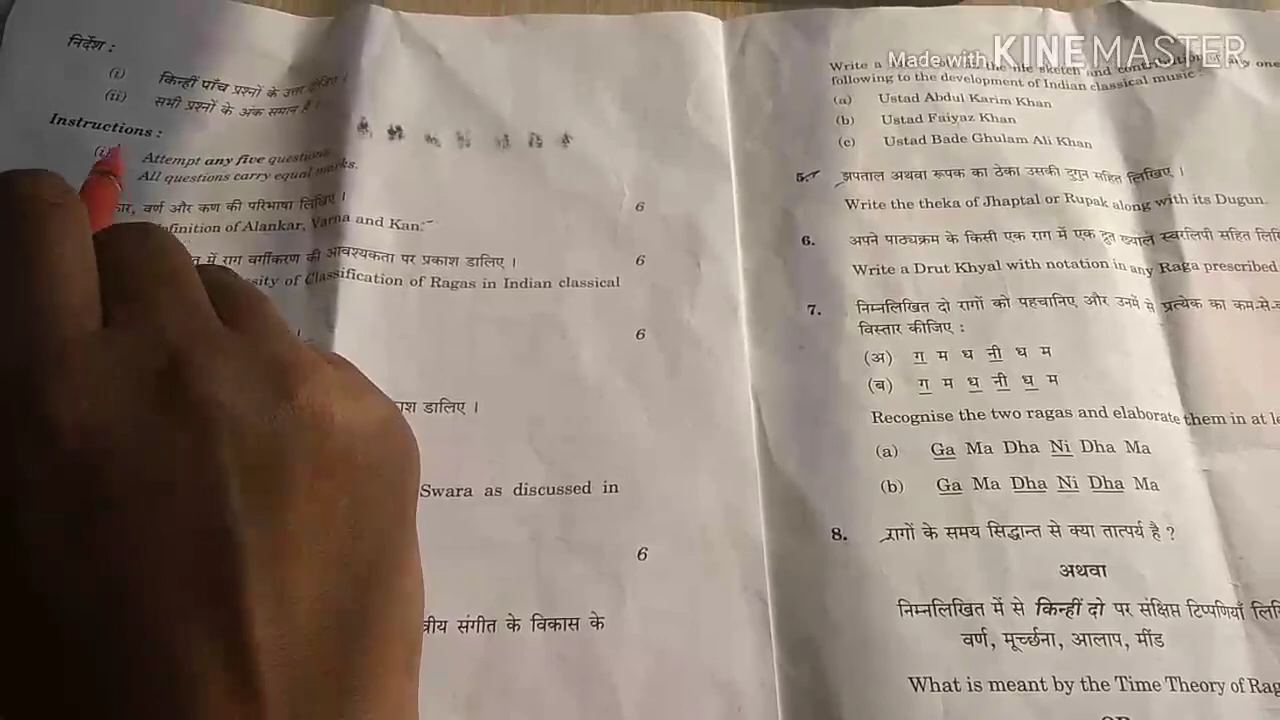 निर्देश :
(i) किन्हीं पाँच प्रश्नों के उत्तर
(ii) सभी प्रश्नों के अंक समान हैं
Instructions :
(i) Attempt any five questions
All questions carry equal marks.
वर्ण और कण की परिभाषा लिखिए ।
6
of Alankar, Varna and Kan.
में राग वर्गीकरण की आवश्यकता पर प्रकाश डालिए ।
6
of Classification of Ragas in Indian classical
6
डालिए ।
Swara as discussed in
6
संगीत के विकास के
Made with KINEMASTER
Write a sketch and one
following to the development of Indian classical music :
(a) Ustad Abdul Karim Khan
(b) Ustad Faiyaz Khan
(c) Ustad Bade Ghulam Ali Khan
5. झपताल अथवा रूपक का ठेका उसकी दुगुन सहित लिखिए ।
Write the theka of Jhaptal or Rupak along with its Dugun.
6. अपने पाठ्यक्रम के किसी एक राग में एक द्रुत ख्याल स्वरलिपी सहित
Write a Drut Khyal with notation in any Raga prescribed
7. निम्नलिखित दो रागों को पहचानिए और उनमें से प्रत्येक का
विस्तार कीजिए :
(अ) ग॒ म ध नी॒ ध म
(ब) ग॒ म ध॒ नी॒ ध॒ म
Recognise the two ragas and elaborate them in at
(a) Ga Ma Dha Ni Dha Ma
(b) Ga Ma Dha Ni Dha Ma
8. रागों के समय सिद्धान्त से क्या तात्पर्य है ?
अथवा
निम्नलिखित में से किन्हीं दो पर संक्षिप्त टिप्पणियाँ
वर्ण, मूर्च्छना, आलाप, मींड
What is meant by the Time Theory of